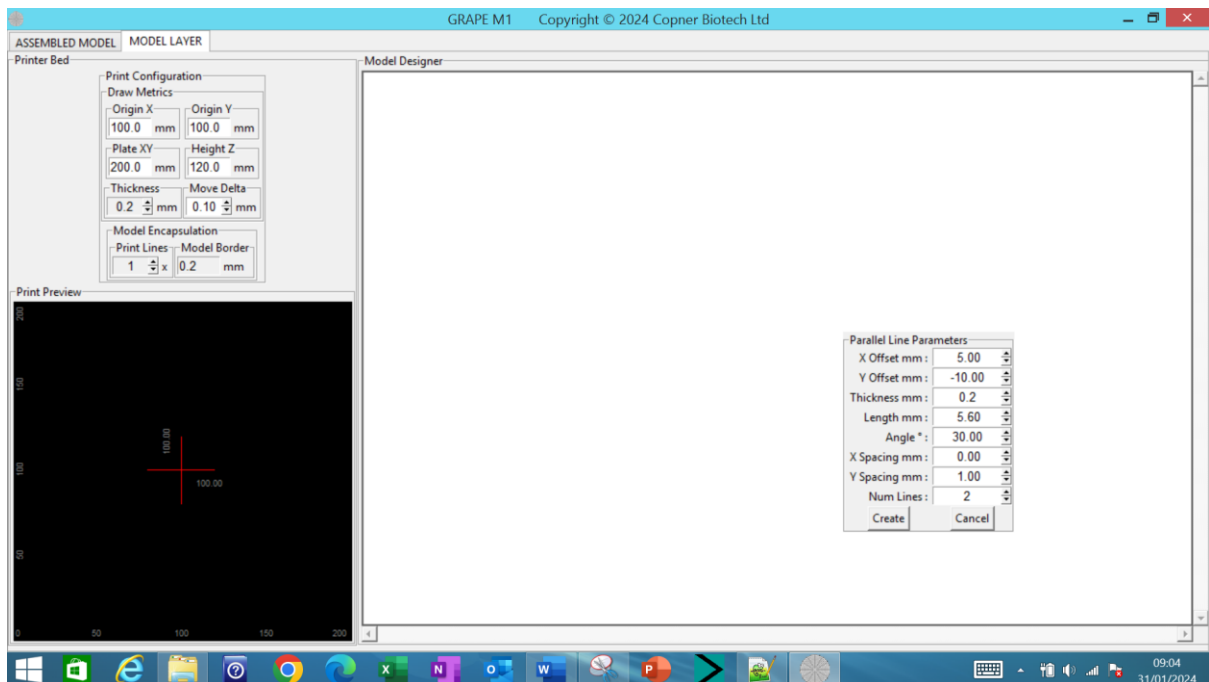 GRAPE M1 Copyright © 2024 Copner Biotech Ltd
ASSEMBLED MODEL MODEL LAYER
Printer Bed
Print Configuration
Draw Metrics
Origin X Origin Y
100.0 mm 100.0 mm
Plate XY Height Z
200.0 mm 120.0 mm
Thickness Move Delta
0.2 mm 0.10 mm
Model Encapsulation
Print Lines Model Border
1 x 0.2 mm
Print Preview
200
150
100.00
100
100.00
50
0 50 100 150 200
Model Designer
Parallel Line Parameters
X Offset mm : 5.00
Y Offset mm : -10.00
Thickness mm : 0.2
Length mm : 5.60
Angle ° : 30.00
X Spacing mm : 0.00
Y Spacing mm : 1.00
Num Lines : 2
Create Cancel
09:04
31/01/2024